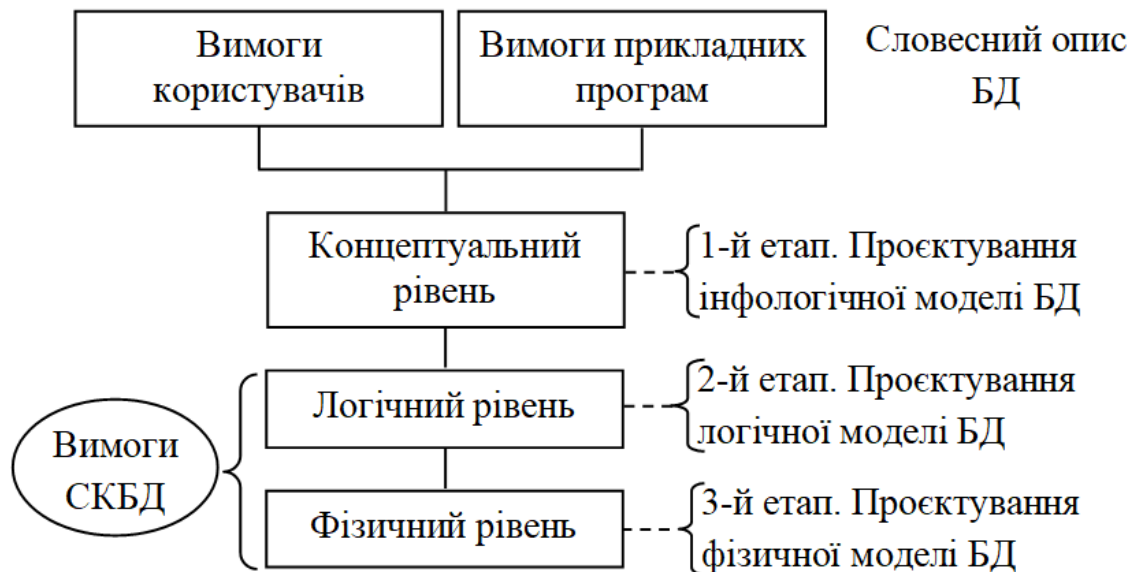 Вимоги
користувачів
Вимоги прикладних
програм
Словесний опис
БД
Концептуальний
рівень
1-й етап. Проєктування
інфологічної моделі БД
Логічний рівень
2-й етап. Проєктування
логічної моделі БД
Вимоги
СКБД
Фізичний рівень
3-й етап. Проєктування
фізичної моделі БД